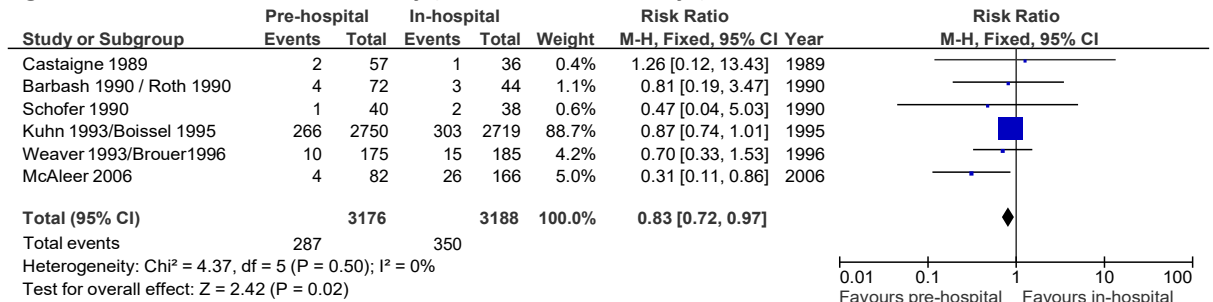 Pre-hospital In-hospital Risk Ratio Risk Ratio
Study or Subgroup Events Total Events Total Weight M-H, Fixed, 95% CI Year M-H, Fixed, 95% CI
Castaigne 1989 2 57 1 36 0.4% 1.26 [0.12, 13.43] 1989
Barbash 1990 / Roth 1990 4 72 3 44 1.1% 0.81 [0.19, 3.47] 1990
Schofer 1990 1 40 2 38 0.6% 0.47 [0.04, 5.03] 1990
Kuhn 1993/Boissel 1995 266 2750 303 2719 88.7% 0.87 [0.74, 1.01] 1995
Weaver 1993/Brouer1996 10 175 15 185 4.2% 0.70 [0.33, 1.53] 1996
McAleer 2006 4 82 26 166 5.0% 0.31 [0.11, 0.86] 2006
Total (95% CI) 3176 3188 100.0% 0.83 [0.72, 0.97]
Total events 287 350
Heterogeneity: Chi² = 4.37, df = 5 (P = 0.50); I² = 0%
Test for overall effect: Z = 2.42 (P = 0.02)
0.01 0.1 1 10 100
Favours pre-hospital Favours in-hospital